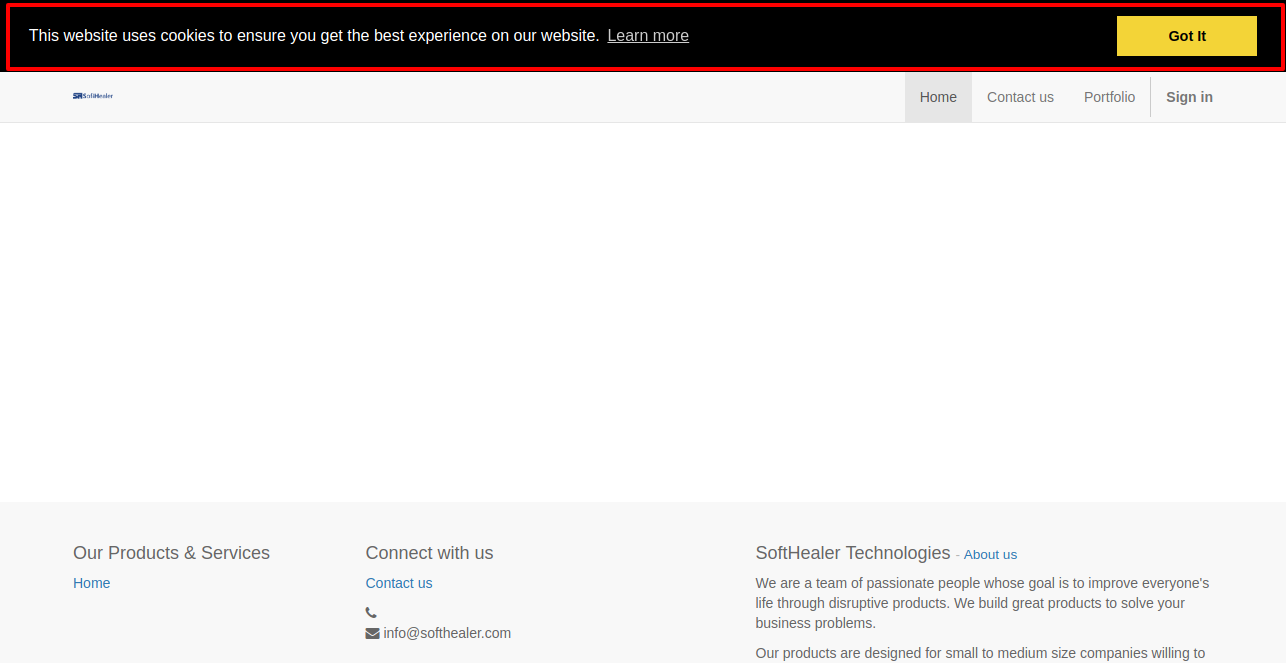 This website uses cookies to ensure you get the best experience on our website. Learn more
Got It
SH SoftHealer
Home
Contact us
Portfolio
Sign in
Our Products & Services
Home
Connect with us
Contact us
info@softhealer.com
SoftHealer Technologies - About us
We are a team of passionate people whose goal is to improve everyone's
life through disruptive products. We build great products to solve your
business problems.
Our products are designed for small to medium size companies willing to